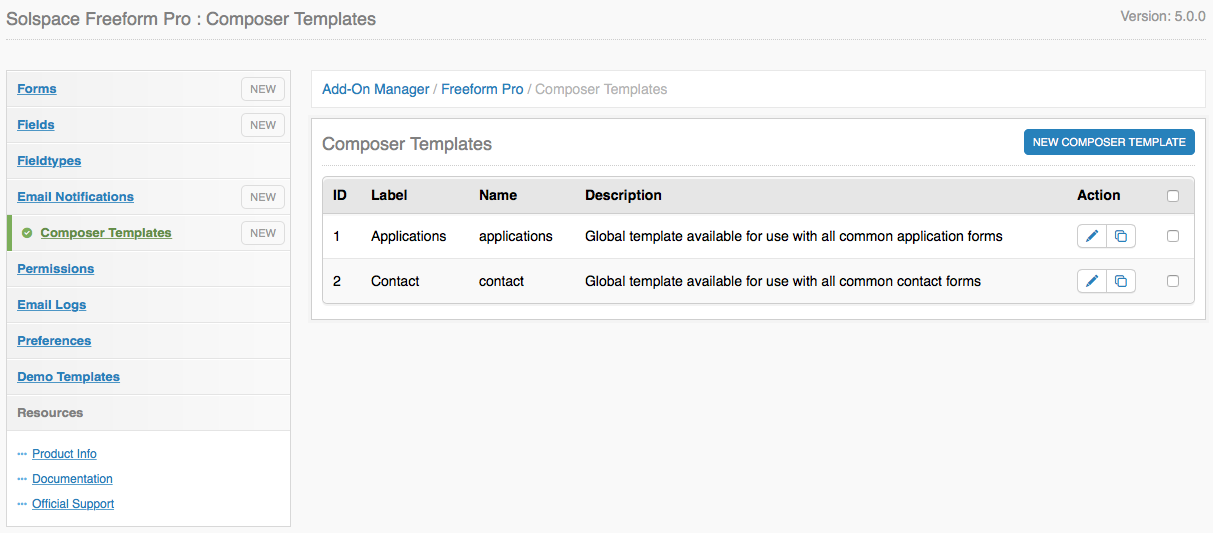 Solspace Freeform Pro : Composer Templates
Version: 5.0.0
Forms NEW
Fields NEW
Fieldtypes
Email Notifications NEW
Composer Templates NEW
Permissions
Email Logs
Preferences
Demo Templates
Resources
Product Info
Documentation
Official Support
Add-On Manager / Freeform Pro / Composer Templates
Composer Templates
NEW COMPOSER TEMPLATE
ID Label Name Description Action
1 Applications applications Global template available for use with all common application forms
2 Contact contact Global template available for use with all common contact forms